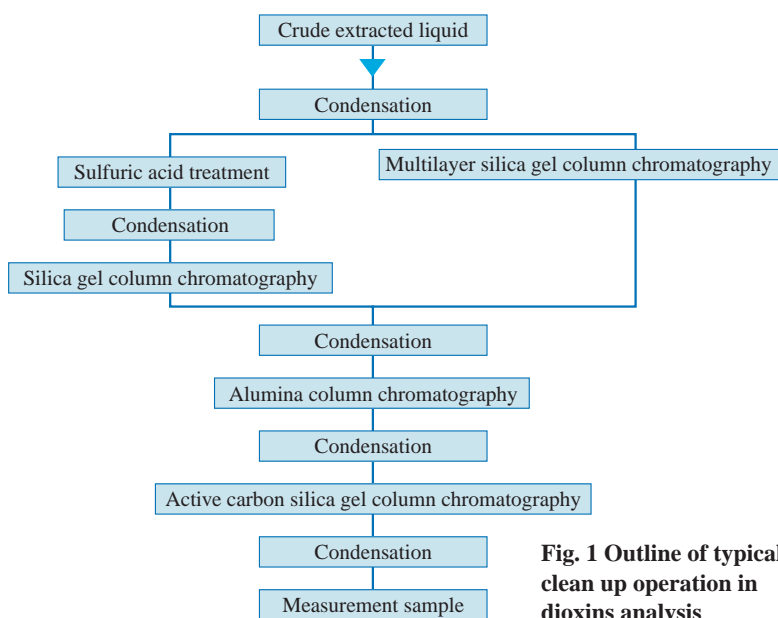 Crude extracted liquid
Condensation
Sulfuric acid treatment
Multilayer silica gel column chromatography
Condensation
Silica gel column chromatography
Condensation
Alumina column chromatography
Condensation
Active carbon silica gel column chromatography
Condensation
Measurement sample
Fig. 1 Outline of typical
clean up operation in
dioxins analysis